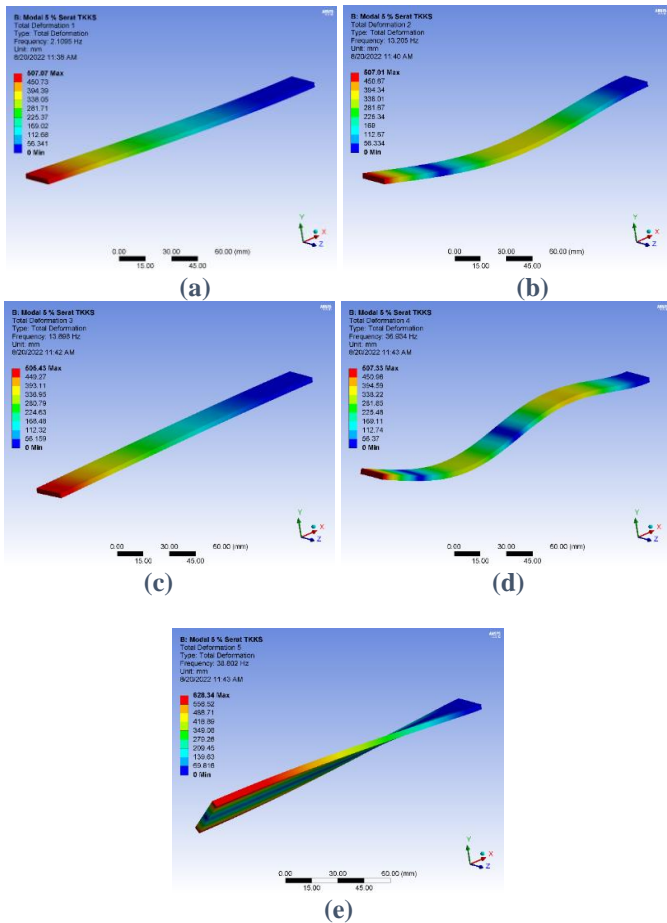 B: Modal 5 % Serat TKKS
Total Deformation 1
Type: Total Deformation
Frequency: 2.1095 Hz
Unit: mm
8/20/2022 11:38 AM
507.07 Max
450.73
394.39
338.05
281.71
225.37
169.02
112.68
56.341
0 Min
Y
X
Z
0.00 30.00 60.00 (mm)
15.00 45.00
(a)
B: Modal 5 % Serat TKKS
Total Deformation 2
Type: Total Deformation
Frequency: 13.205 Hz
Unit: mm
8/20/2022 11:40 AM
507.01 Max
450.67
394.34
338.01
281.67
225.34
169
112.67
56.334
0 Min
Y
X
Z
0.00 30.00 60.00 (mm)
15.00 45.00
(b)
B: Modal 5 % Serat TKKS
Total Deformation 3
Type: Total Deformation
Frequency: 13.698 Hz
Unit: mm
8/20/2022 11:42 AM
505.43 Max
449.27
393.11
336.95
280.79
224.63
168.48
112.32
56.159
0 Min
Y
X
Z
0.00 30.00 60.00 (mm)
15.00 45.00
(c)
B: Modal 5 % Serat TKKS
Total Deformation 4
Type: Total Deformation
Frequency: 36.934 Hz
Unit: mm
8/20/2022 11:43 AM
507.33 Max
450.96
394.59
338.22
281.85
225.48
169.11
112.74
56.37
0 Min
Y
X
Z
0.00 30.00 60.00 (mm)
15.00 45.00
(d)
B: Modal 5 % Serat TKKS
Total Deformation 5
Type: Total Deformation
Frequency: 38.802 Hz
Unit: mm
8/20/2022 11:43 AM
628.34 Max
558.52
488.71
418.89
349.08
279.26
209.45
139.63
69.816
0 Min
Y
X
Z
0.00 30.00 60.00 (mm)
15.00 45.00
(e)